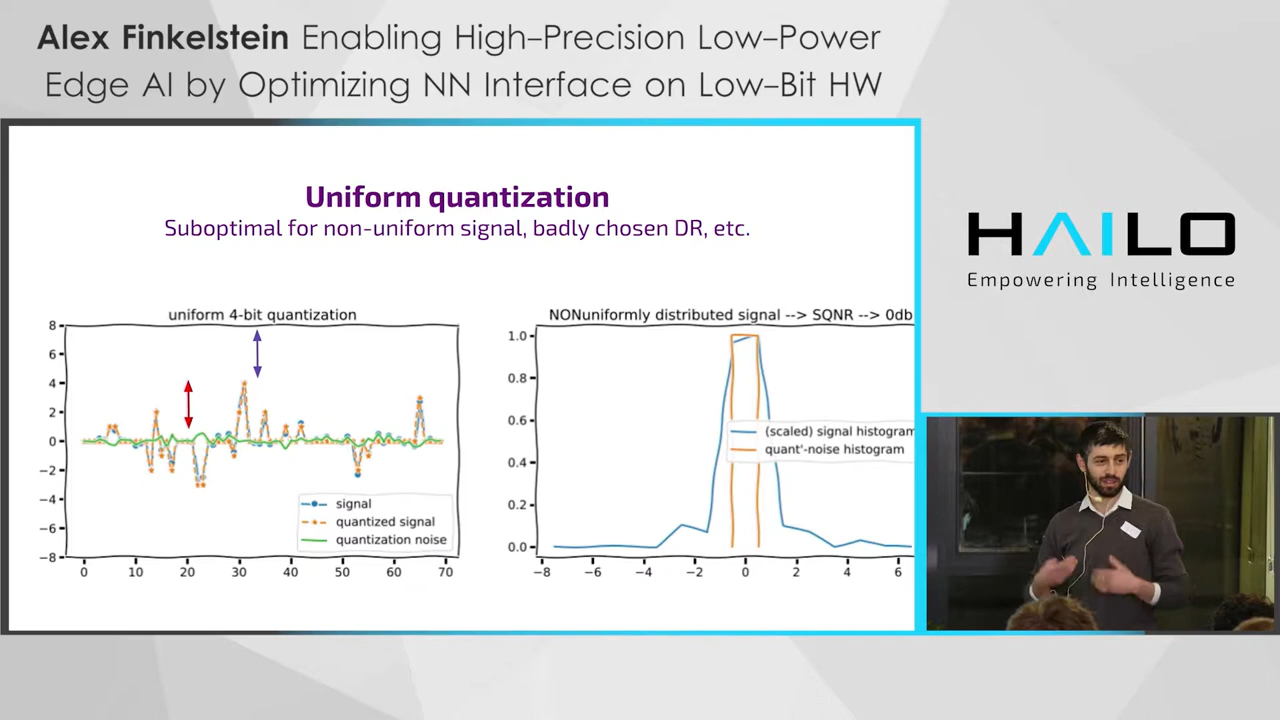 Alex Finkelstein Enabling High-Precision Low-Power
Edge AI by Optimizing NN Interface on Low-Bit HW
Uniform quantization
Suboptimal for non-uniform signal, badly chosen DR, etc.
HAILO
Empowering Intelligence
uniform 4-bit quantization
8
6
4
2
0
−2
−4
−6
−8
0 10 20 30 40 50 60 70
signal
quantized signal
quantization noise
NONuniformly distributed signal --> SQNR --> 0db
1.0
0.8
0.6
0.4
0.2
0.0
−8 −6 −4 −2 0 2 4 6
(scaled) signal histogram
quant'-noise histogram